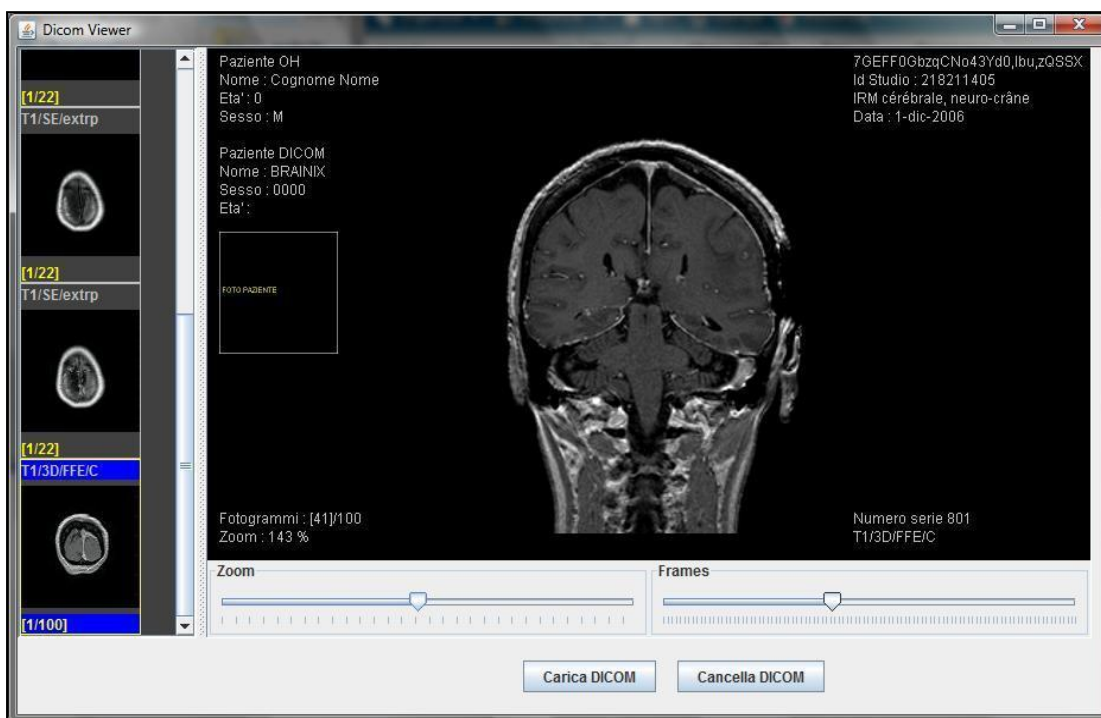 Dicom Viewer
[1/22]
T1/SE/extrp
[1/22]
T1/SE/extrp
[1/22]
T1/3D/FFE/C
[1/100]
Paziente OH
Nome : Cognome Nome
Eta' : 0
Sesso : M
Paziente DICOM
Nome : BRAINIX
Sesso : 0000
Eta' :
FOTO PAZIENTE
7GEFF0GbzqCNo43Yd0,lbu,zQSSX
Id Studio : 218211405
IRM cérébrale, neuro-crâne
Data : 1-dic-2006
Fotogrammi : [41]/100
Zoom : 143 %
Numero serie 801
T1/3D/FFE/C
Zoom
Frames
Carica DICOM
Cancella DICOM